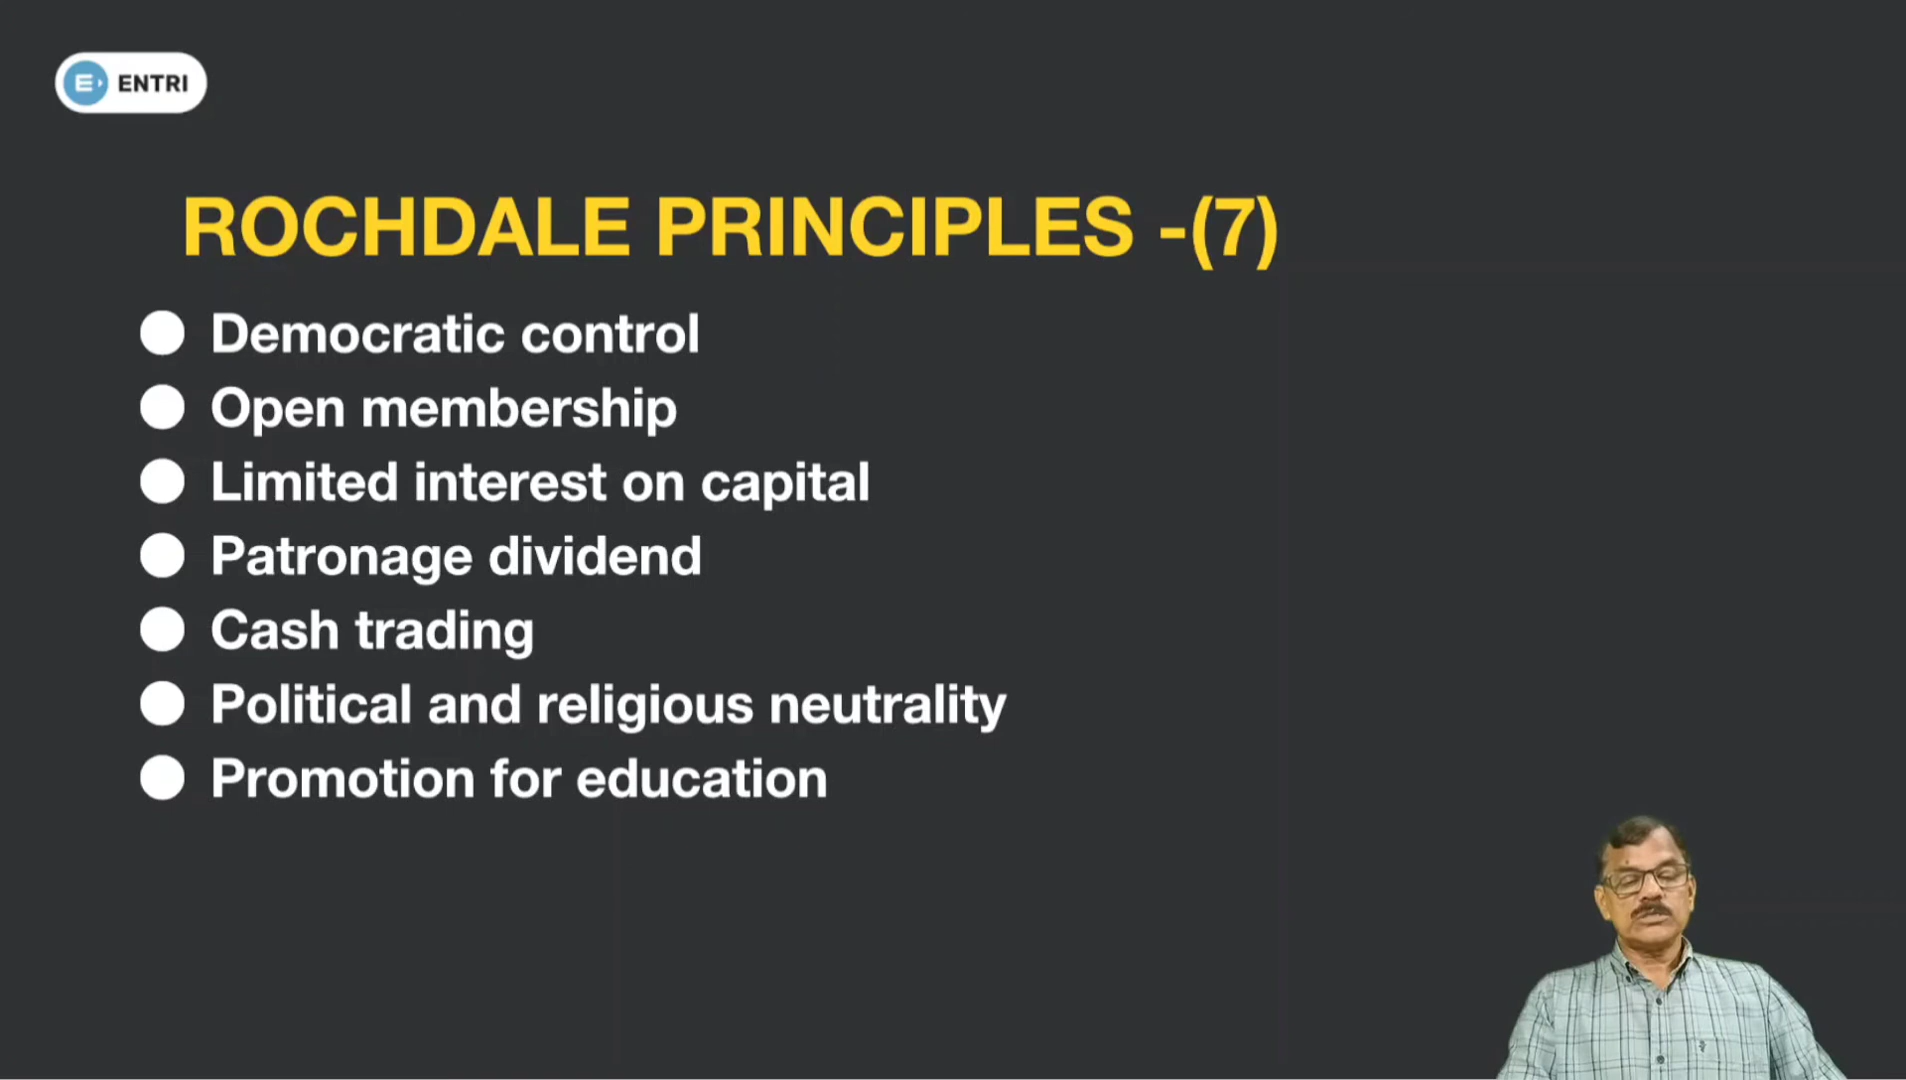 ENTRI
ROCHDALE PRINCIPLES -(7)
Democratic control
Open membership
Limited interest on capital
Patronage dividend
Cash trading
Political and religious neutrality
Promotion for education